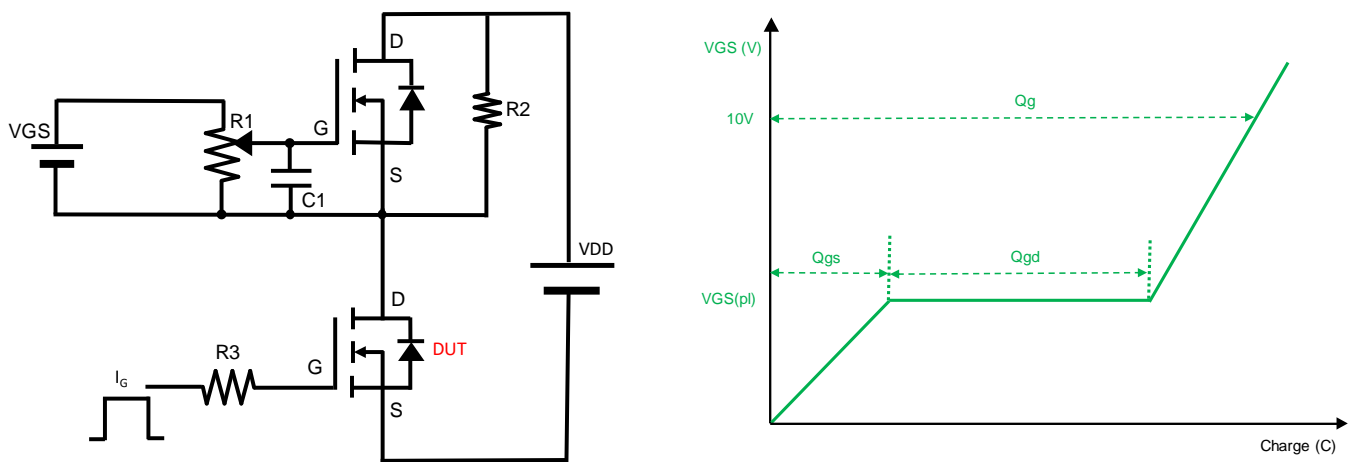 D
R1
VGS
G
R2
S
C1
VDD
D
R3
DUT
G
IG
S
VGS (V)
Qg
10V
Qgs
Qgd
VGS(pl)
Charge (C)